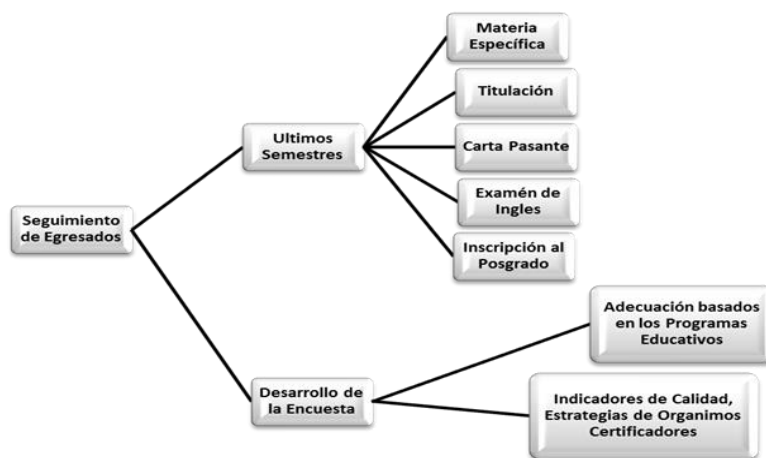 Materia
Específica
Titulación
Ultimos
Semestres
Carta Pasante
Examén de
Ingles
Seguimiento
de Egresados
Inscripción al
Posgrado
Adecuación basados
en los Programas
Educativos
Desarrollo de
la Encuesta
Indicadores de Calidad,
Estrategias de Organimos
Certificadores